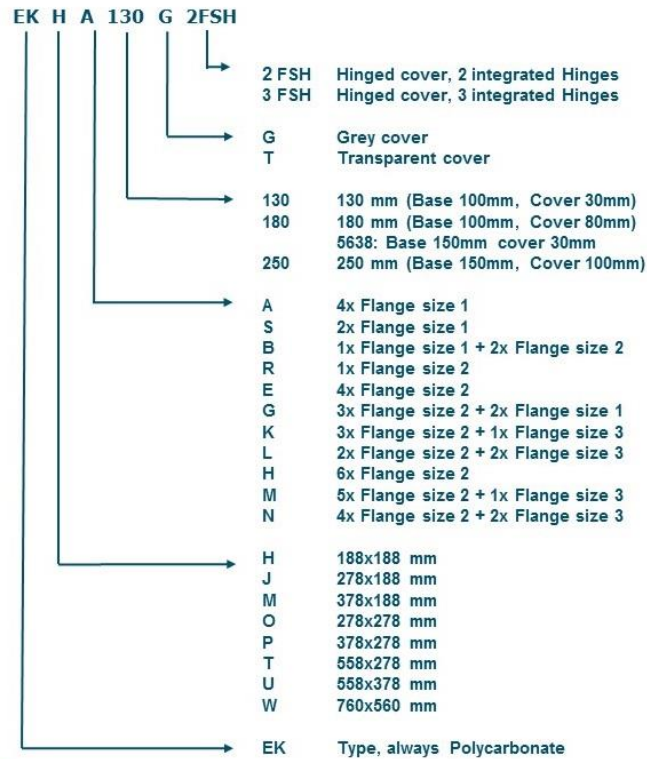 EK H A 130 G 2FSH
2 FSH Hinged cover, 2 integrated Hinges
3 FSH Hinged cover, 3 integrated Hinges
G Grey cover
T Transparent cover
130 130 mm (Base 100mm, Cover 30mm)
180 180 mm (Base 100mm, Cover 80mm)
5638: Base 150mm cover 30mm
250 250 mm (Base 150mm, Cover 100mm)
A 4x Flange size 1
S 2x Flange size 1
B 1x Flange size 1 + 2x Flange size 2
R 1x Flange size 2
E 4x Flange size 2
G 3x Flange size 2 + 2x Flange size 1
K 3x Flange size 2 + 1x Flange size 3
L 2x Flange size 2 + 2x Flange size 3
H 6x Flange size 2
M 5x Flange size 2 + 1x Flange size 3
N 4x Flange size 2 + 2x Flange size 3
H 188x188 mm
J 278x188 mm
M 378x188 mm
O 278x278 mm
P 378x278 mm
T 558x278 mm
U 558x378 mm
W 760x560 mm
EK Type, always Polycarbonate